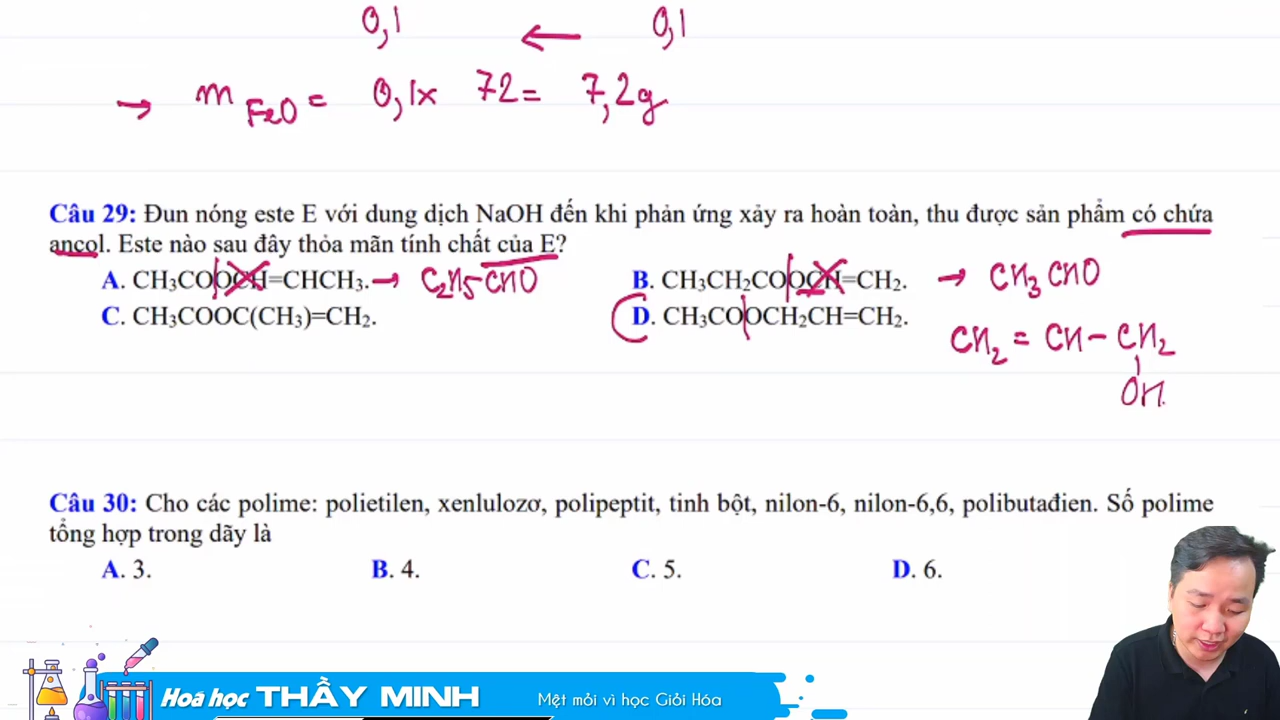 0,1 ← 0,1
→ m FeO = 0,1x 72 = 7,2g
Câu 29: Đun nóng este E với dung dịch NaOH đến khi phản ứng xảy ra hoàn toàn, thu được sản phẩm có chứa
ancol. Este nào sau đây thỏa mãn tính chất của E?
A. CH₃COOCH=CHCH₃. → C₂H₅CHO B. CH₃CH₂COOCH=CH₂. → CH₃CHO
C. CH₃COOC(CH₃)=CH₂. D. CH₃COOCH₂CH=CH₂.
CH₂ = CH - CH₂
OH
Câu 30: Cho các polime: polietilen, xenlulozơ, polipeptit, tinh bột, nilon-6, nilon-6,6, polibutađien. Số polime
tổng hợp trong dãy là
A. 3. B. 4. C. 5. D. 6.
Hoá học THẦY MINH Mệt mỏi vì học Giỏi Hóa